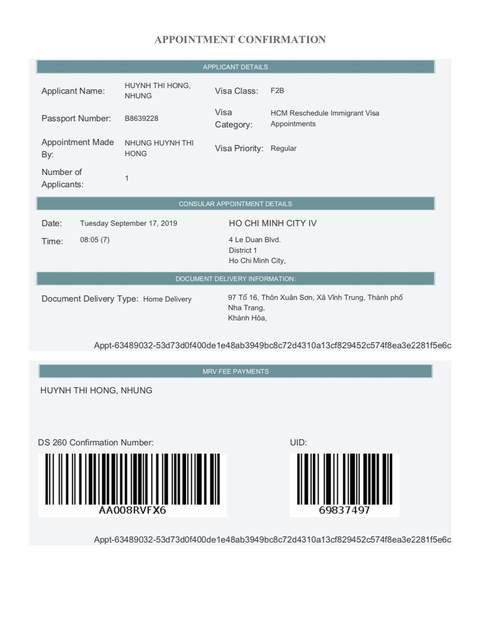 APPOINTMENT CONFIRMATION
APPLICANT DETAILS
Applicant Name: HUYNH THI HONG, NHUNG Visa Class: F2B
Passport Number: B8639228 Visa Category: HCM Reschedule Immigrant Visa Appointments
Appointment Made By: NHUNG HUYNH THI HONG Visa Priority: Regular
Number of Applicants: 1
CONSULAR APPOINTMENT DETAILS
Date: Tuesday September 17, 2019 HO CHI MINH CITY IV
Time: 08:05 (7) 4 Le Duan Blvd.
District 1
Ho Chi Minh City,
DOCUMENT DELIVERY INFORMATION:
Document Delivery Type: Home Delivery 97 Tổ 16, Thôn Xuân Sơn, Xã Vĩnh Trung, Thành phố
Nha Trang,
Khánh Hòa,
Appt-63489032-53d73d0f400de1e48ab3949bc8c72d4310a13cf829452c574f8ea3e2281f5e6c
MRV FEE PAYMENTS
HUYNH THI HONG, NHUNG
DS 260 Confirmation Number: UID:
AA008RVFX6 69837497
Appt-63489032-53d73d0f400de1e48ab3949bc8c72d4310a13cf829452c574f8ea3e2281f5e6c